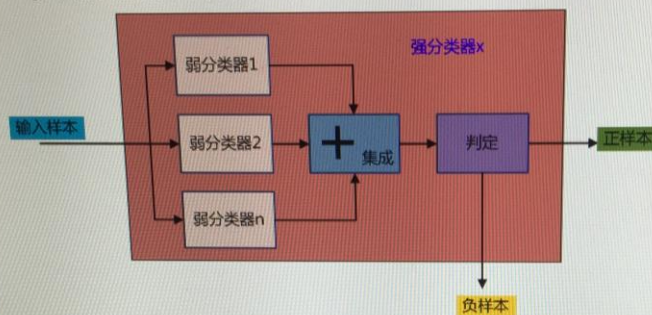 强分类器x
弱分类器1
输入样本
弱分类器2
+
集成
判定
正样本
弱分类器n
负样本